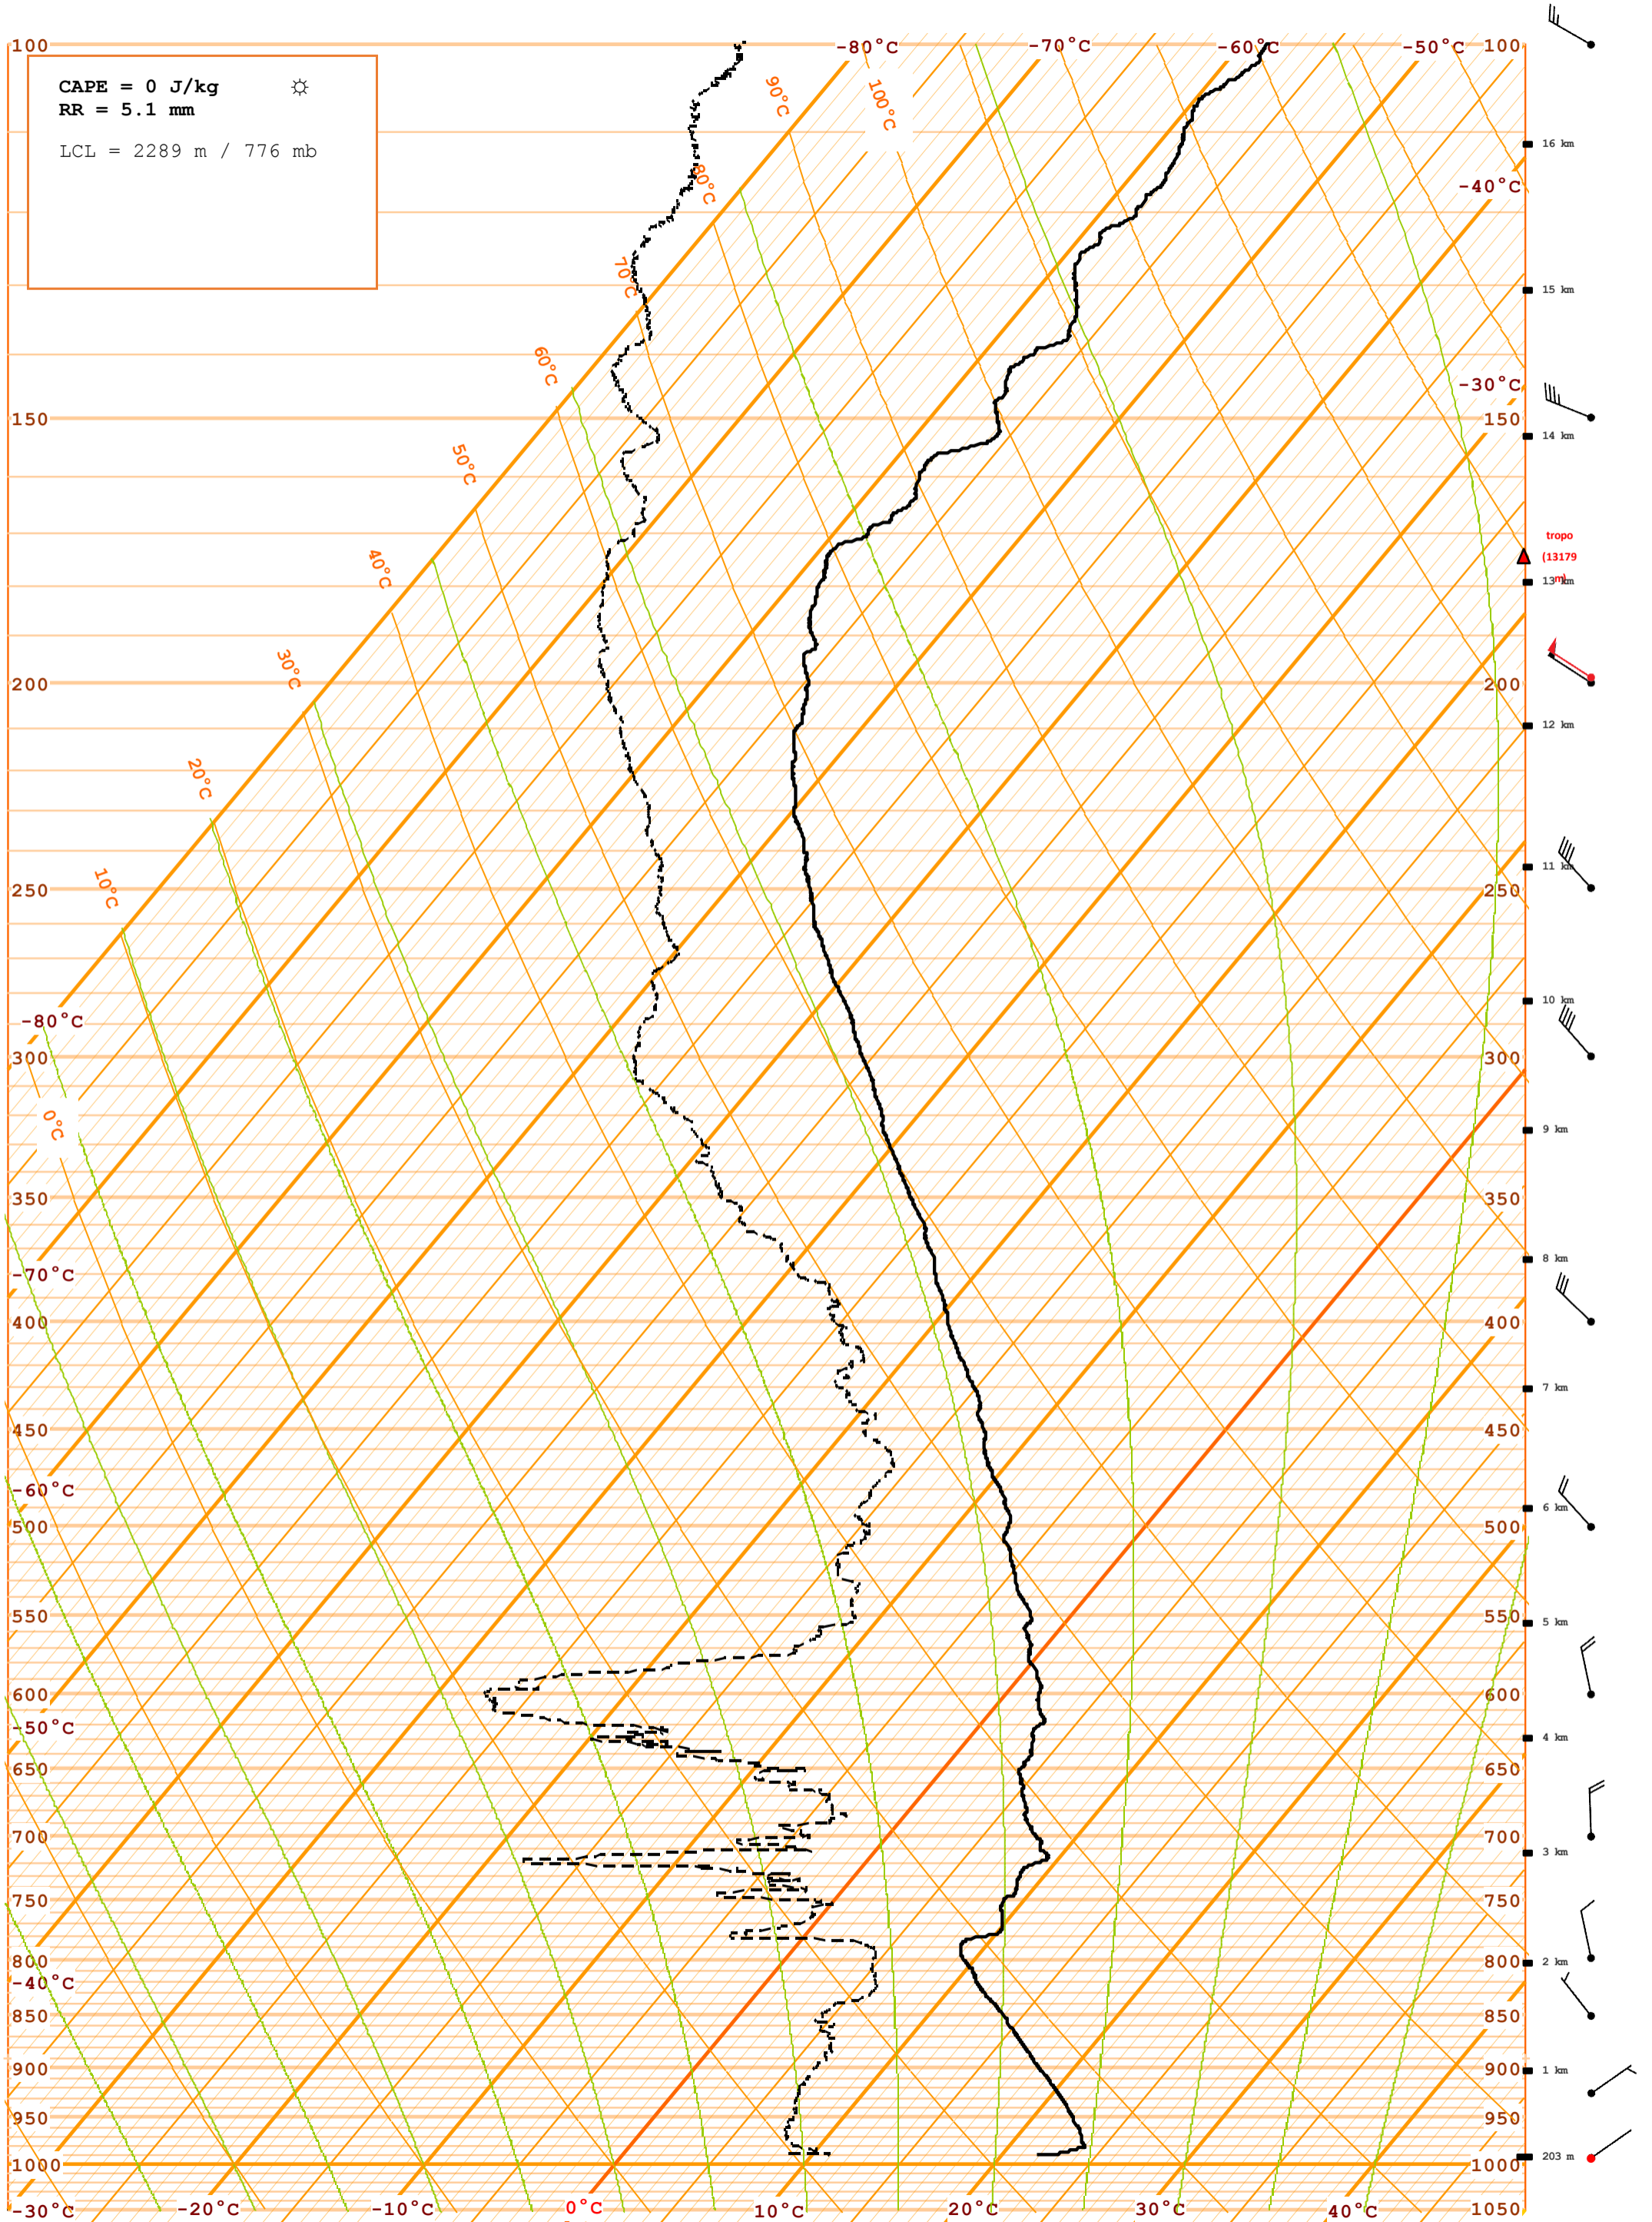 100
-80°C
-70°C
-60°C
-50°C
100
CAPE = 0 J/kg ☼
RR = 5.1 mm
LCL = 2289 m / 776 mb
90°C
100°C
16 km
80°C
-40°C
70°C
15 km
60°C
-30°C
150
150
14 km
50°C
tropo
(13179
m)
40°C
13 km
30°C
200
200
12 km
20°C
11 km
250
250
10°C
10 km
-80°C
300
300
0°C
9 km
350
350
8 km
-70°C
400
400
7 km
450
450
-60°C
6 km
500
500
550
550
5 km
600
600
-50°C
4 km
650
650
700
700
3 km
750
750
800
800
2 km
-40°C
850
850
900
900
1 km
950
950
203 m
1000
1000
-30°C
-20°C
-10°C
0°C
10°C
20°C
30°C
40°C
1050